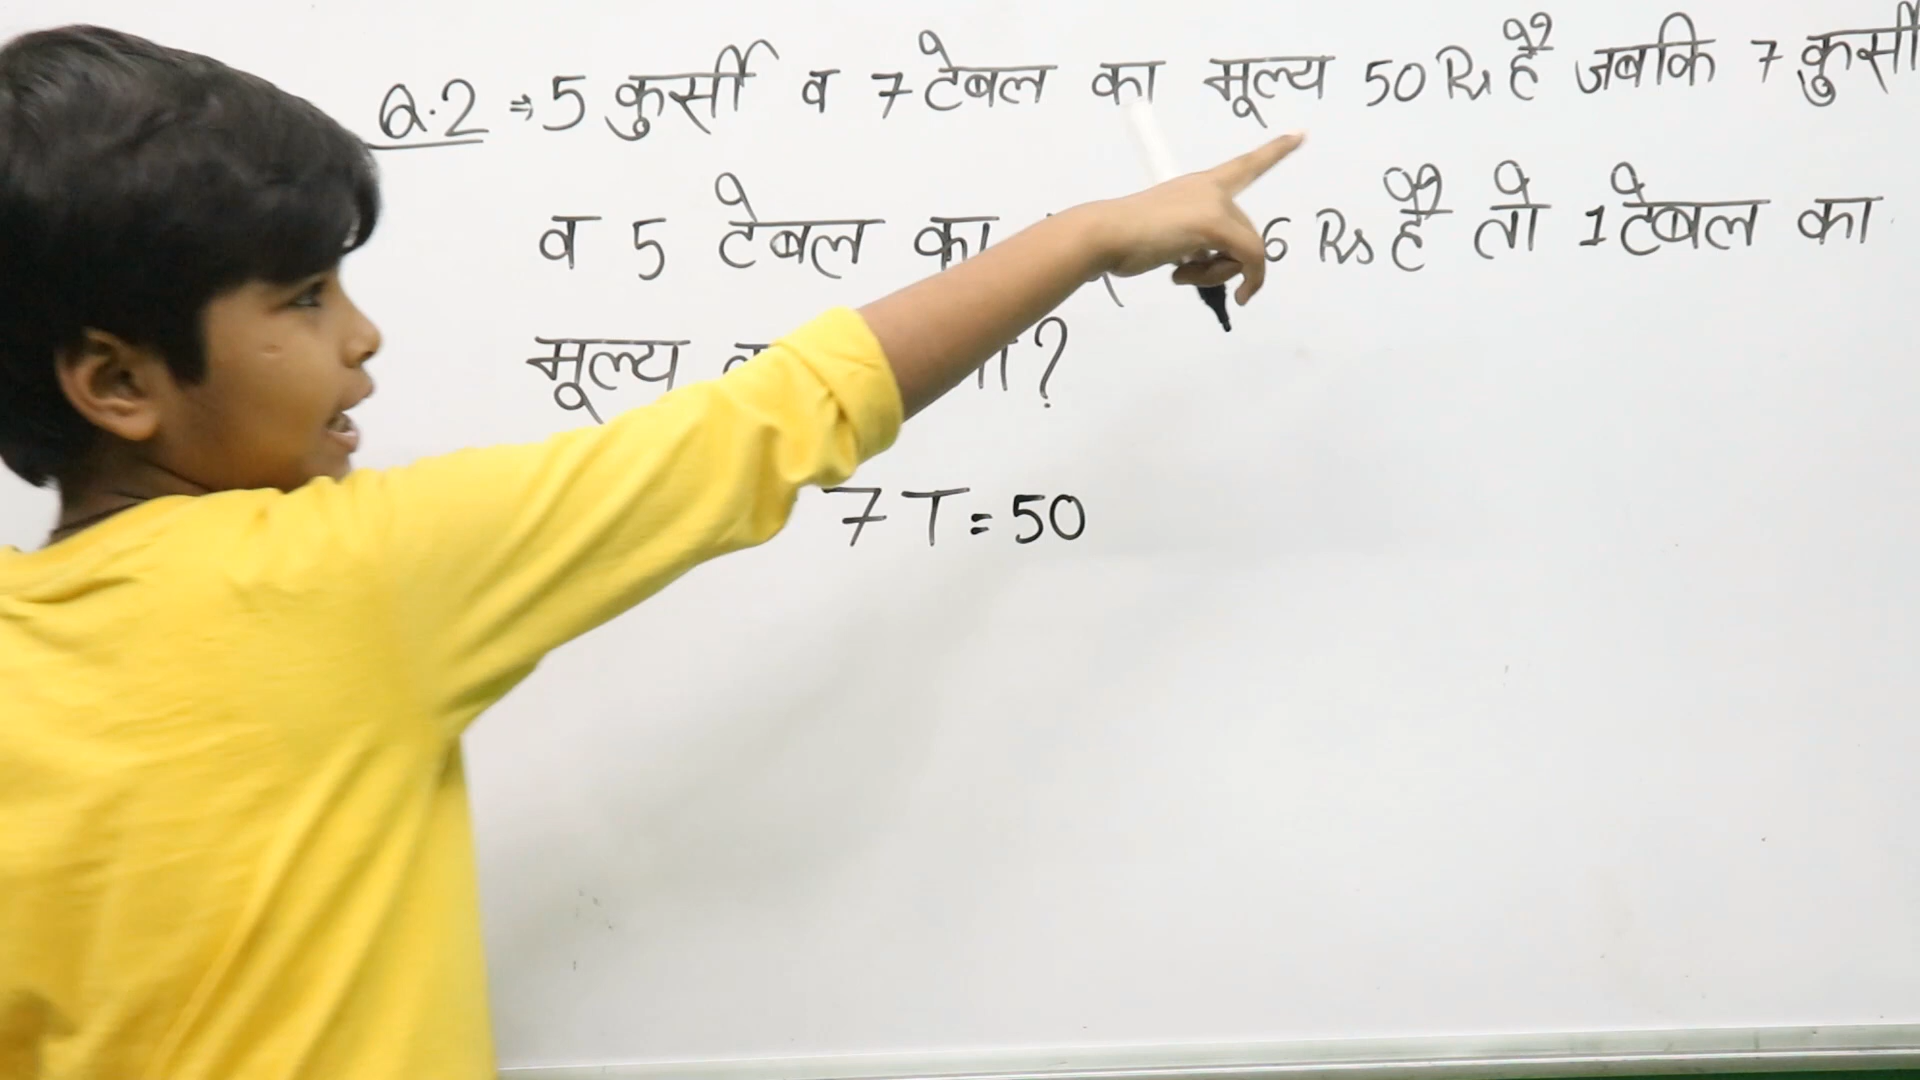 Q.2 ⇒ 5 कुर्सी व 7 टेबल का मूल्य 50 Rs है जबकि 7 कुर्सी
व 5 टेबल का 6 Rs है तो 1 टेबल का
मूल्य ?
7 T = 50